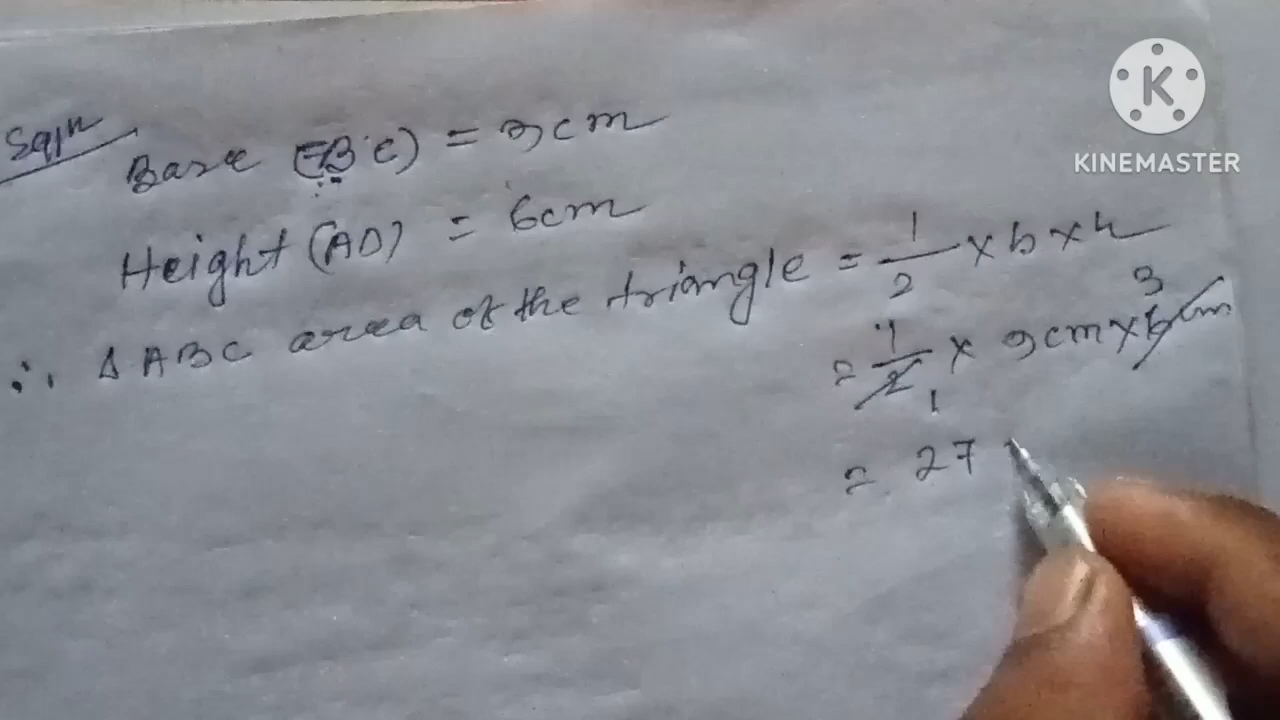 KINEMASTER
Solⁿ
Base (BC) = 9cm
Height (AD) = 6cm
∴ ΔABC area of the triangle = 1/2 × b × h
= 1/2 1 × 9cm × 6cm 3
= 27